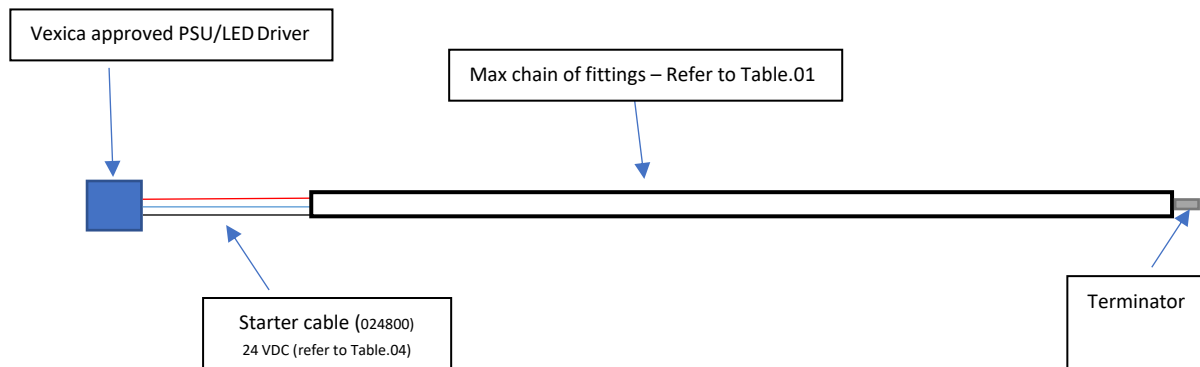 Vexica approved PSU/LED Driver
Max chain of fittings – Refer to Table.01
Starter cable (024800)
24 VDC (refer to Table.04)
Terminator